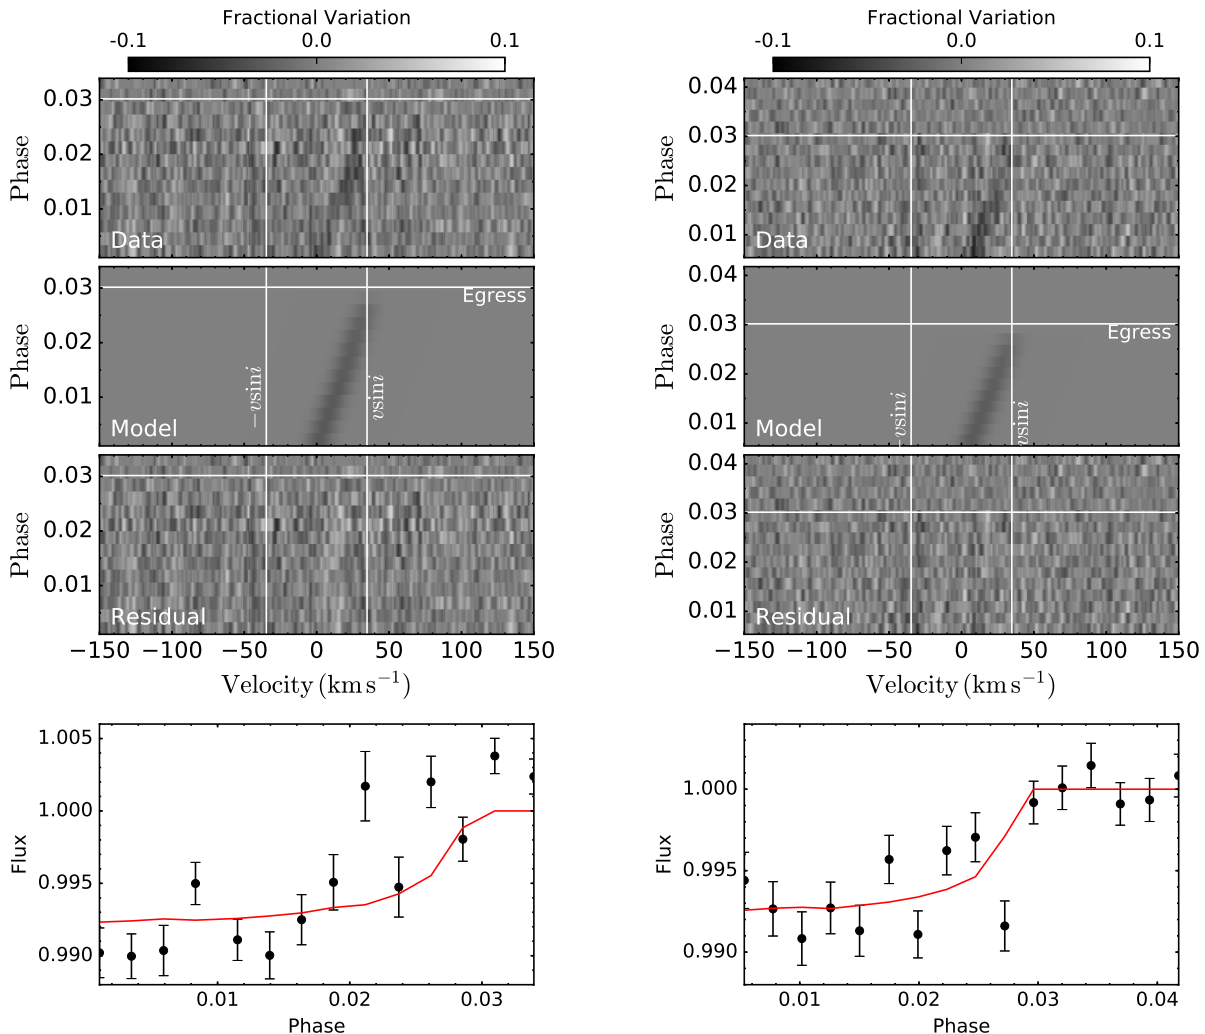 Fractional Variation
-0.1 0.0 0.1
0.03
0.02
0.01
Phase
Data
0.03
0.02
0.01
Phase
Egress
−vsini
vsini
Model
0.03
0.02
0.01
Phase
Residual
−150 −100 −50 0 50 100 150
Velocity (km s⁻¹)
1.005
1.000
0.995
0.990
Flux
0.01 0.02 0.03
Phase
Fractional Variation
-0.1 0.0 0.1
0.04
0.03
0.02
0.01
Phase
Data
0.04
0.03
0.02
0.01
Phase
Egress
−vsini
vsini
Model
0.04
0.03
0.02
0.01
Phase
Residual
−150 −100 −50 0 50 100 150
Velocity (km s⁻¹)
1.000
0.995
0.990
Flux
0.01 0.02 0.03 0.04
Phase